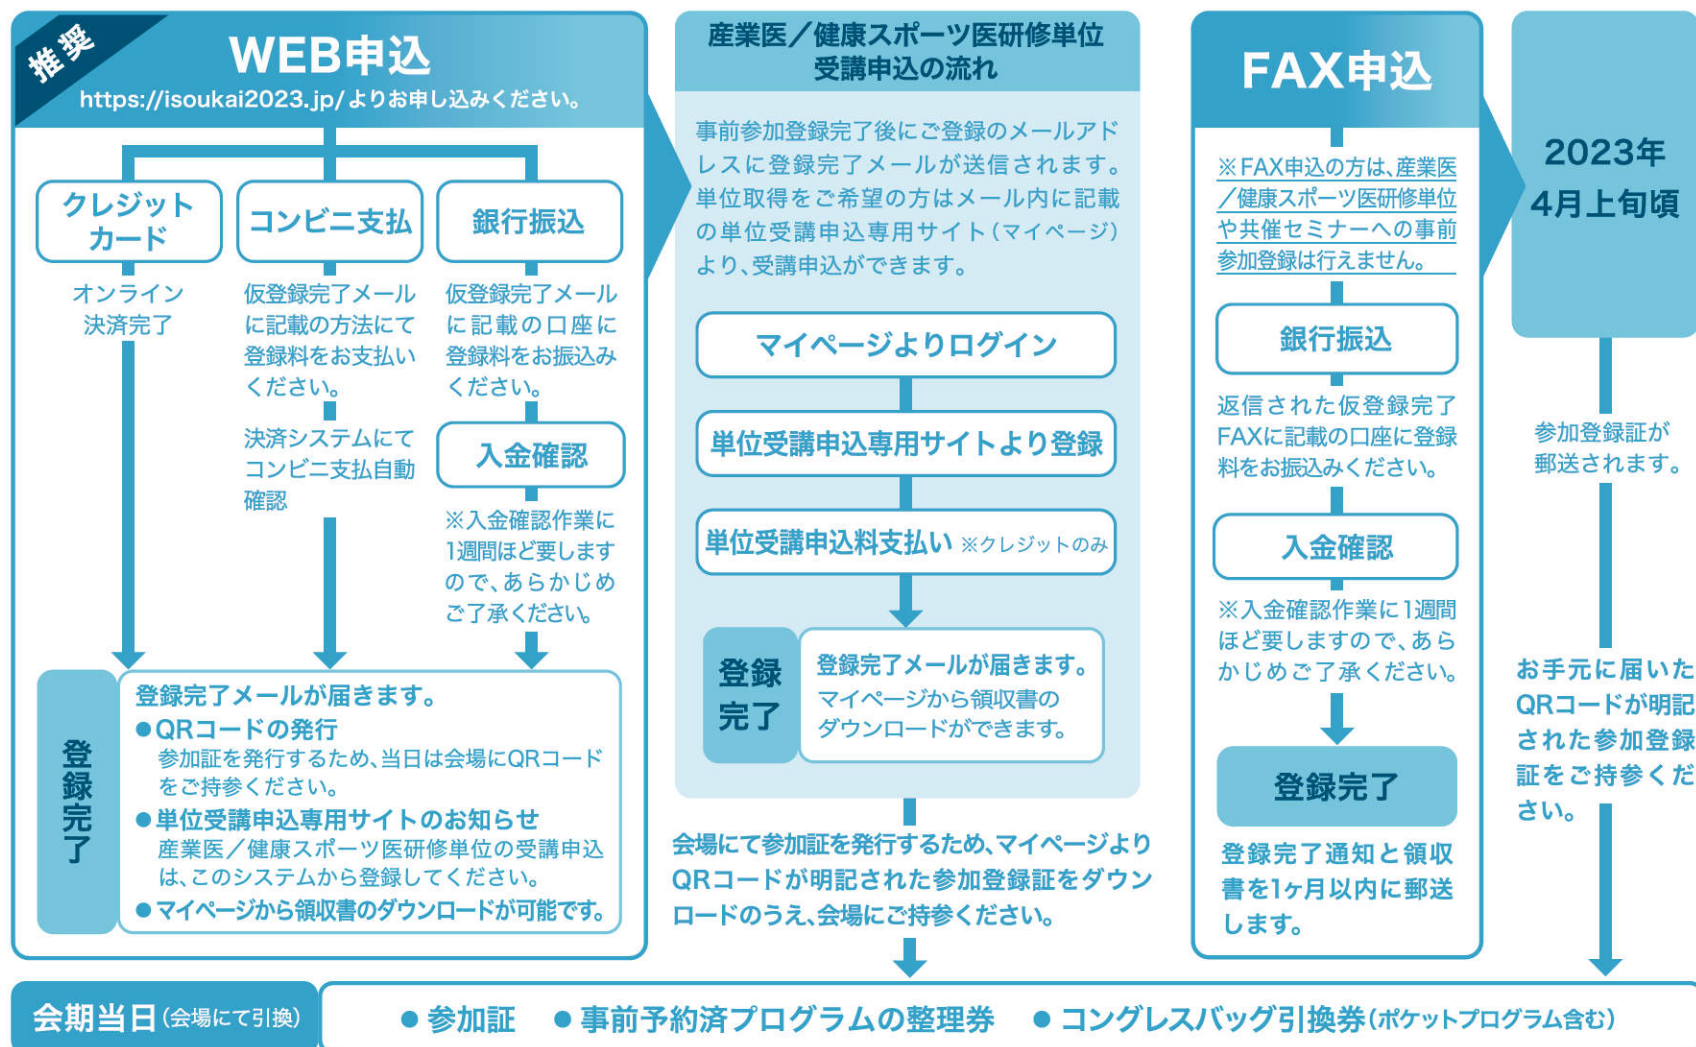 推奨
WEB申込
https://isoukai2023.jp/よりお申し込みください。
クレジット
カード
オンライン
決済完了
コンビニ支払
仮登録完了メール
に記載の方法にて
登録料をお支払い
ください。
決済システムにて
コンビニ支払自動
確認
銀行振込
仮登録完了メール
に記載の口座に
登録料をお振込み
ください。
入金確認
※入金確認作業に
1週間ほど要します
ので、あらかじめ
ご了承ください。
登録完了
登録完了メールが届きます。
●QRコードの発行
参加証を発行するため、当日は会場にQRコード
をご持参ください。
●単位受講申込専用サイトのお知らせ
産業医／健康スポーツ医研修単位の受講申込
は、このシステムから登録してください。
●マイページから領収書のダウンロードが可能です。
産業医／健康スポーツ医研修単位
受講申込の流れ
事前参加登録完了後にご登録のメールアド
レスに登録完了メールが送信されます。
単位取得をご希望の方はメール内に記載
の単位受講申込専用サイト（マイページ）
より、受講申込ができます。
マイページよりログイン
単位受講申込専用サイトより登録
単位受講申込料支払い ※クレジットのみ
登録
完了
登録完了メールが届きます。
マイページから領収書の
ダウンロードができます。
会場にて参加証を発行するため、マイページより
QRコードが明記された参加登録証をダウン
ロードのうえ、会場にご持参ください。
FAX申込
※FAX申込の方は、産業医
／健康スポーツ医研修単位
や共催セミナーへの事前
参加登録は行えません。
銀行振込
返信された仮登録完了
FAXに記載の口座に登録
料をお振込みください。
入金確認
※入金確認作業に1週間
ほど要しますので、あら
かじめご了承ください。
登録完了
登録完了通知と領収
書を1ヶ月以内に郵送
します。
2023年
4月上旬頃
参加登録証が
郵送されます。
お手元に届いた
QRコードが明記
された参加登録
証をご持参くだ
さい。
会期当日（会場にて引換）
●参加証 ●事前予約済プログラムの整理券 ●コングレスバッグ引換券（ポケットプログラム含む）